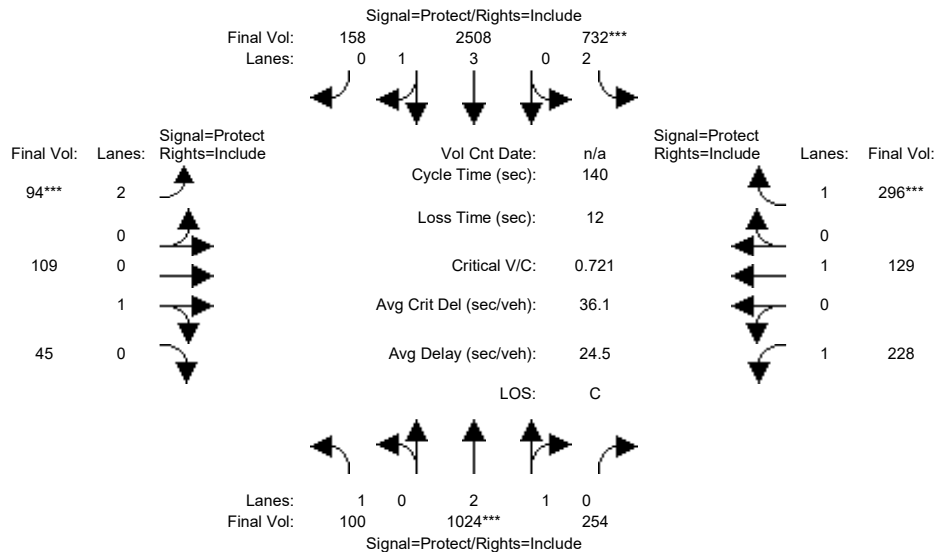 Signal=Protect/Rights=Include
Final Vol: 158 2508 732***
Lanes: 0 1 3 0 2
Signal=Protect
Final Vol: Lanes: Rights=Include
Vol Cnt Date: n/a
Signal=Protect
Rights=Include Lanes: Final Vol:
Cycle Time (sec): 140
94*** 2
1 296***
Loss Time (sec): 12
0
0
109 0
Critical V/C: 0.721
1 129
1
Avg Crit Del (sec/veh): 36.1
0
45 0
Avg Delay (sec/veh): 24.5
1 228
LOS: C
Lanes: 1 0 2 1 0
Final Vol: 100 1024*** 254
Signal=Protect/Rights=Include